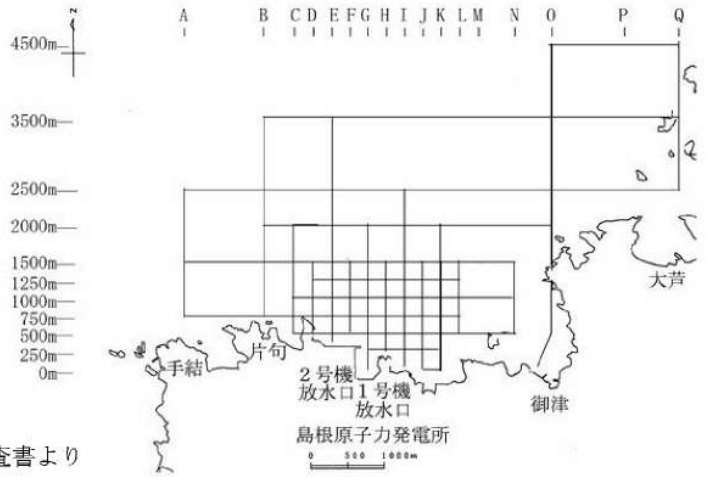 A B C D E F G H I J K L M N O P Q
z
4500m
3500m
2500m
2000m
1500m
1250m
1000m
750m
500m
250m
0m
大芦
手結
片句
2号機
放水口
1号機
放水口
御津
島根原子力発電所
0 500 1000m
査書より